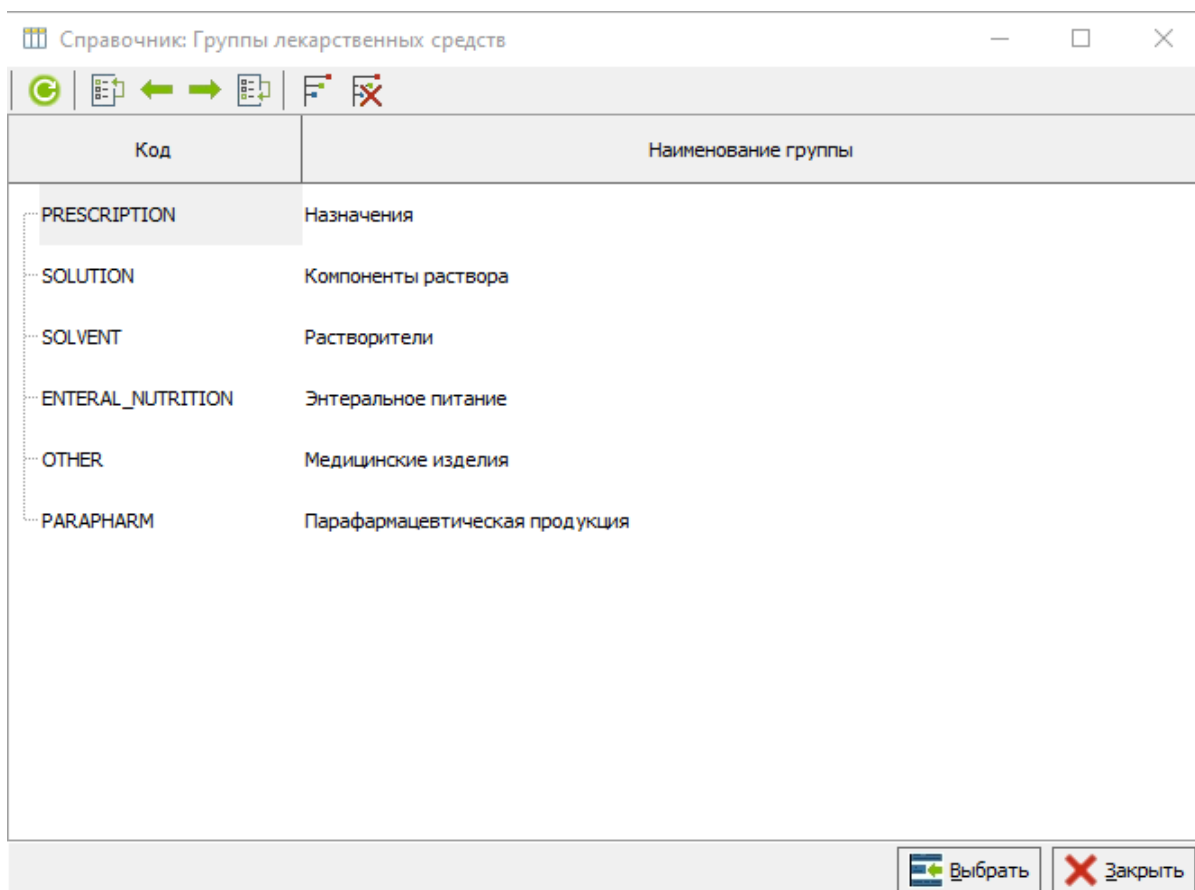 Справочник: Группы лекарственных средств
Код Наименование группы
PRESCRIPTION Назначения
SOLUTION Компоненты раствора
SOLVENT Растворители
ENTERAL_NUTRITION Энтеральное питание
OTHER Медицинские изделия
PARAPHARM Парафармацевтическая продукция
Выбрать Закрыть